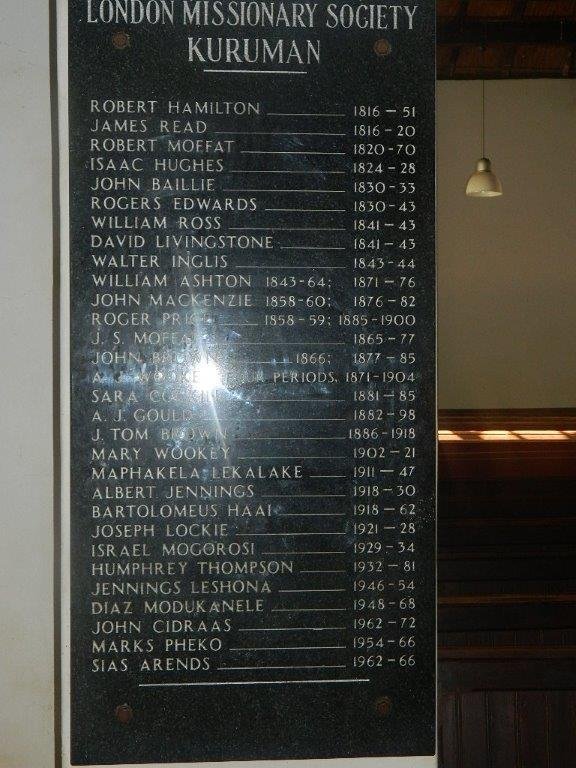 LONDON MISSIONARY SOCIETY
KURUMAN
ROBERT HAMILTON 1816-51
JAMES READ 1816-20
ROBERT MOFFAT 1820-70
ISAAC HUGHES 1824-28
JOHN BAILLIE 1830-33
ROGERS EDWARDS 1830-43
WILLIAM ROSS 1841-43
DAVID LIVINGSTONE 1841-43
WALTER INGLIS 1843-44
WILLIAM ASHTON 1843-64; 1871-76
JOHN MACKENZIE 1858-60; 1876-82
ROGER 1858-59; 1885-1900
J. S. 1865-77
JOHN 1866; 1877-85
PERIODS, 1871-1904
SARA 1881-85
A. J. GOULD 1882-98
J. TOM BROWN 1886-1918
MARY WOOKEY 1902-21
MAPHAKELA LEKALAKE 1911-47
ALBERT JENNINGS 1918-30
BARTOLOMEUS HAAI 1918-62
JOSEPH LOCKIE 1921-28
ISRAEL MOGOROSI 1929-34
HUMPHREY THOMPSON 1932-81
JENNINGS LESHONA 1946-54
DIAZ MODUKANELE 1948-68
JOHN CIDRAAS 1962-72
MARKS PHEKO 1954-66
SIAS ARENDS 1962-66